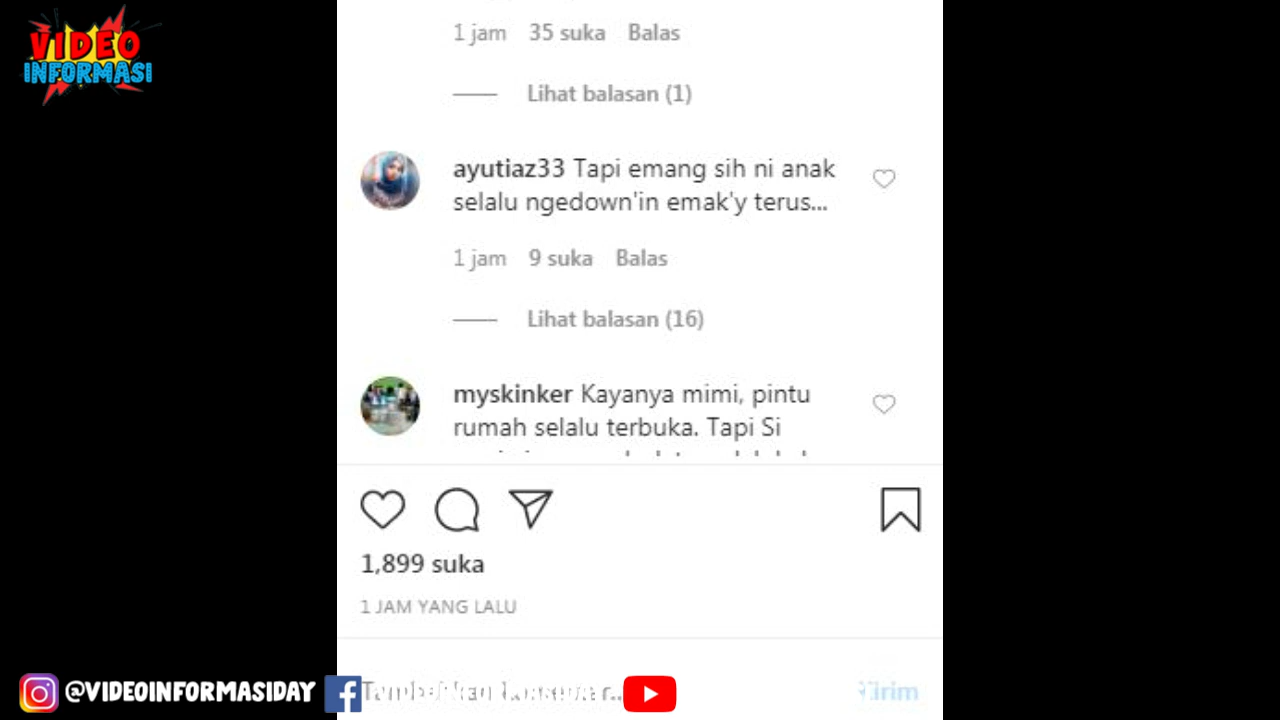 VIDEO
INFORMASI
1 jam 35 suka Balas
Lihat balasan (1)
ayutiaz33 Tapi emang sih ni anak
selalu ngedown'in emak'y terus...
1 jam 9 suka Balas
Lihat balasan (16)
myskinker Kayanya mimi, pintu
rumah selalu terbuka. Tapi Si
1,899 suka
1 JAM YANG LALU
@VIDEOINFORMASIDAY